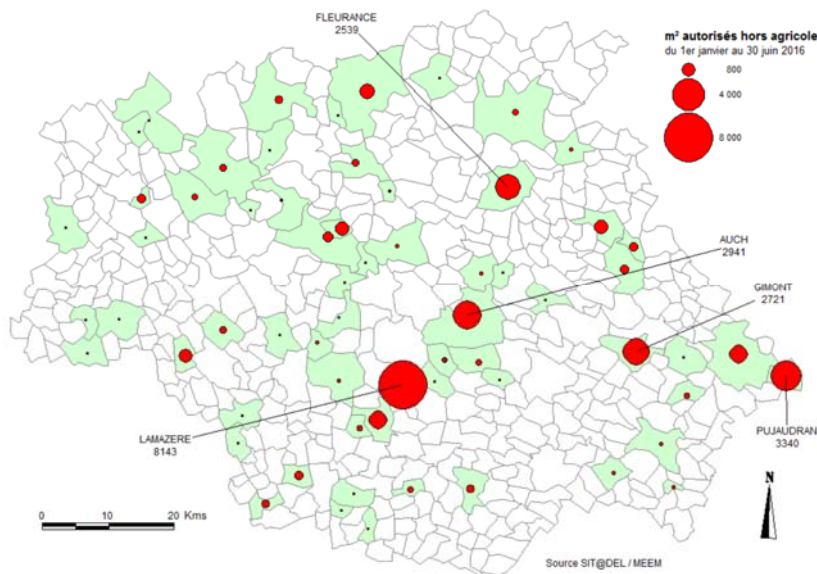 FLEURANCE
2539
m² autorisés hors agricole
du 1er janvier au 30 juin 2016
800
4 000
8 000
AUCH
2941
GIMONT
2721
LAMAZERE
8143
PUJAUDRAN
3340
N
0 10 20 Kms
Source SIT@DEL / MEEM